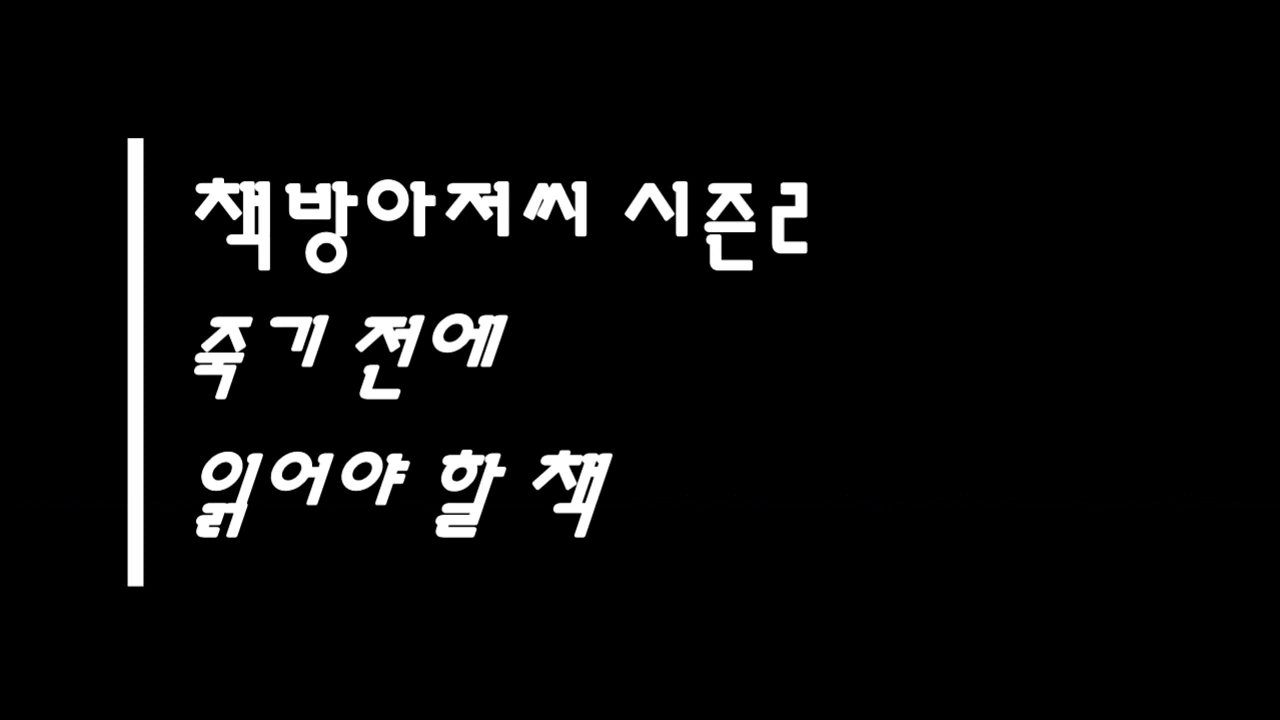 책방아저씨 시즌2
죽기 전에
읽어야 할 책